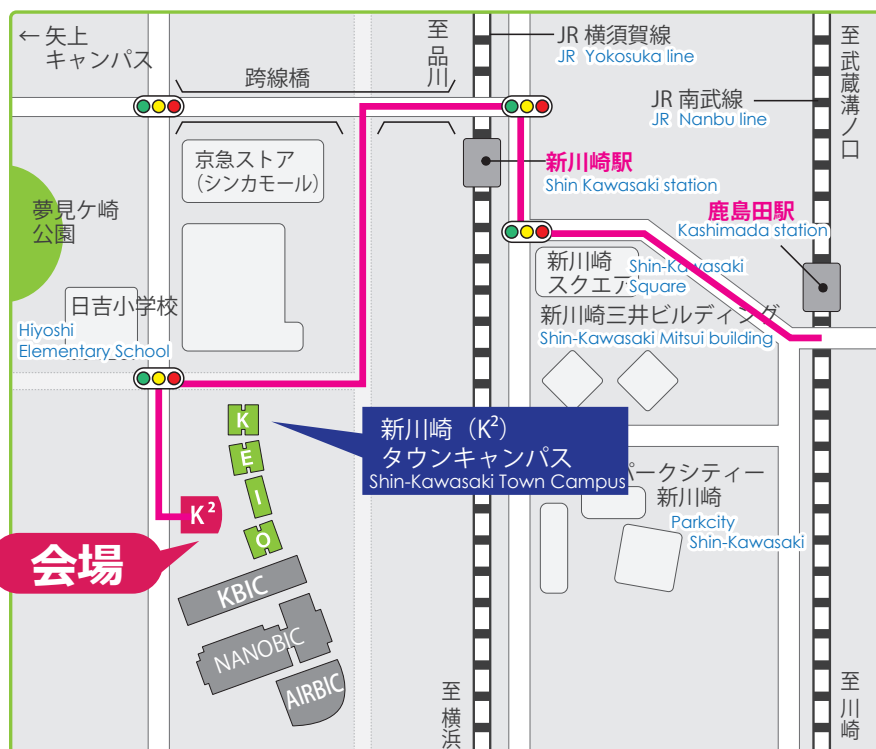 ← 矢上
キャンパス
跨線橋
至品川
JR 横須賀線
JR Yokosuka line
JR 南武線
JR Nanbu line
至武蔵溝ノ口
京急ストア
（シンカモール）
新川崎駅
Shin Kawasaki station
鹿島田駅
Kashimada station
夢見ケ崎
公園
新川崎
スクエア
Shin-Kawasaki
Square
日吉小学校
Hiyoshi
Elementary School
新川崎三井ビルディング
Shin-Kawasaki Mitsui building
K
E
I
O
新川崎（K²）
タウンキャンパス
Shin-Kawasaki Town Campus
パークシティー
新川崎
Parkcity
Shin-Kawasaki
K²
会場
KBIC
NANOBIC
AIRBIC
至横浜
至川崎